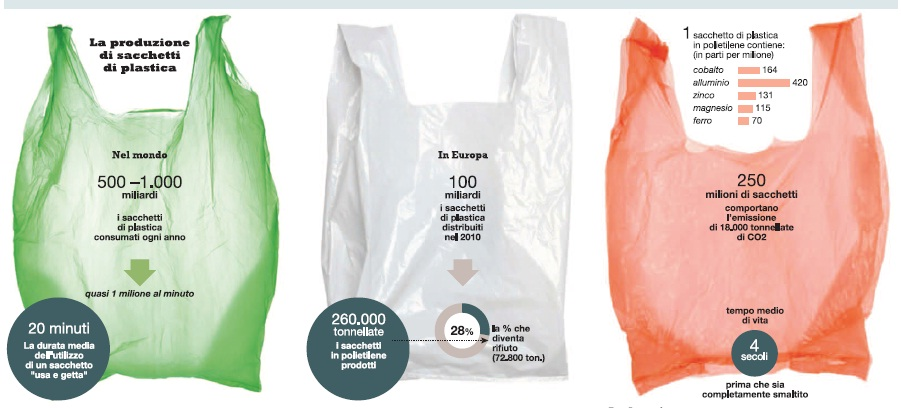 La produzione
di sacchetti
di plastica
Nel mondo
500 –1.000
miliardi
i sacchetti
di plastica
consumati ogni anno
quasi 1 milione al minuto
20 minuti
La durata media
dell'utilizzo
di un sacchetto
"usa e getta"
In Europa
100
miliardi
i sacchetti
di plastica
distribuiti
nel 2010
260.000
tonnellate
i sacchetti
in polietilene
prodotti
28%
la % che
diventa
rifiuto
(72.800 ton.)
1 sacchetto di plastica
in polietilene contiene:
(in parti per milione)
cobalto 164
alluminio 420
zinco 131
magnesio 115
ferro 70
250
milioni di sacchetti
comportano
l'emissione
di 18.000 tonnellate
di CO2
tempo medio
di vita
4
secoli
prima che sia
completamente smaltito